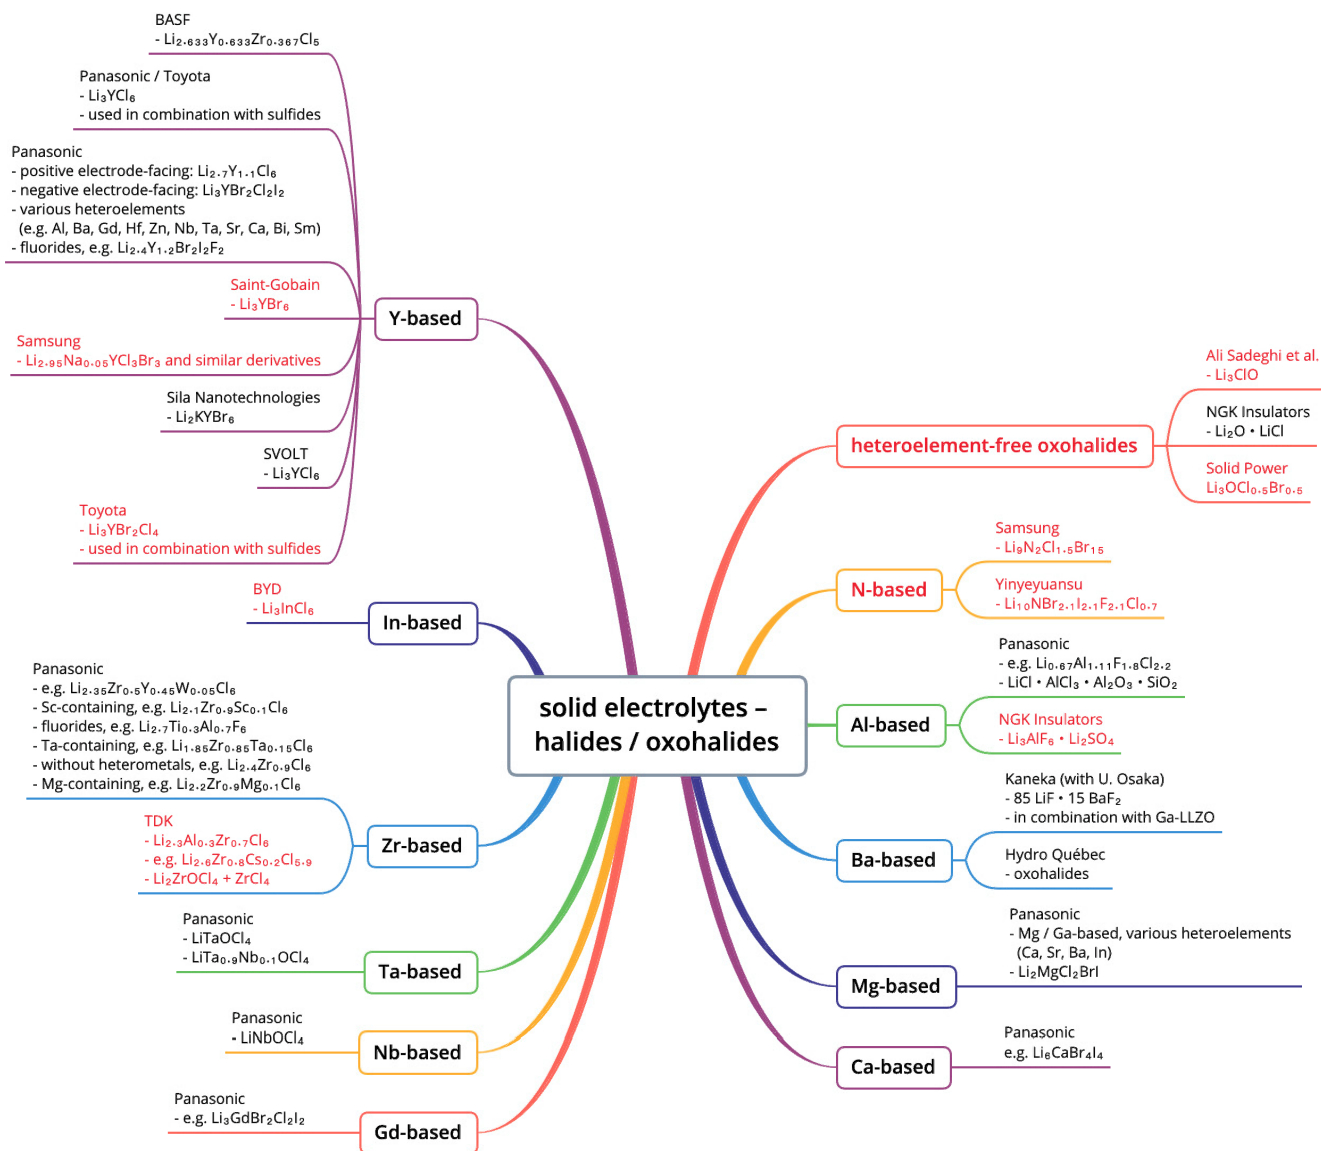 BASF
- Li₂.₆₃₃Y₀.₆₃₃Zr₀.₃₆₇Cl₅
Panasonic / Toyota
- Li₃YCl₆
- used in combination with sulfides
Panasonic
- positive electrode-facing: Li₂.₇Y₁.₁Cl₆
- negative electrode-facing: Li₃YBr₂Cl₂I₂
- various heteroelements
(e.g. Al, Ba, Gd, Hf, Zn, Nb, Ta, Sr, Ca, Bi, Sm)
- fluorides, e.g. Li₂.₄Y₁.₂Br₂I₂F₂
Saint-Gobain
- Li₃YBr₆
Samsung
- Li₂.₉₅Na₀.₀₅YCl₃Br₃ and similar derivatives
Sila Nanotechnologies
- Li₂KYBr₆
SVOLT
- Li₃YCl₆
Toyota
- Li₃YBr₂Cl₄
- used in combination with sulfides
Y-based
BYD
- Li₃InCl₆
In-based
Panasonic
- e.g. Li₂.₃₅Zr₀.₅Y₀.₄₅W₀.₀₅Cl₆
- Sc-containing, e.g. Li₂.₁Zr₀.₉Sc₀.₁Cl₆
- fluorides, e.g. Li₂.₇Ti₀.₃Al₀.₇F₆
- Ta-containing, e.g. Li₁.₈₅Zr₀.₈₅Ta₀.₁₅Cl₆
- without heterometals, e.g. Li₂.₄Zr₀.₉Cl₆
- Mg-containing, e.g. Li₂.₂Zr₀.₉Mg₀.₁Cl₆
TDK
- Li₂.₃Al₀.₃Zr₀.₇Cl₆
- e.g. Li₂.₆Zr₀.₈Cs₀.₂Cl₅.₉
- Li₂ZrOCl₄ + ZrCl₄
Zr-based
Panasonic
- LiTaOCl₄
- LiTa₀.₉Nb₀.₁OCl₄
Ta-based
Panasonic
- LiNbOCl₄
Nb-based
Panasonic
- e.g. Li₃GdBr₂Cl₂I₂
Gd-based
solid electrolytes –
halides / oxohalides
heteroelement-free oxohalides
Ali Sadeghi et al.
- Li₃ClO
NGK Insulators
- Li₂O • LiCl
Solid Power
Li₃OCl₀.₅Br₀.₅
N-based
Samsung
- Li₉N₂Cl₁.₅Br₁₅
Yinyeyuansu
- Li₁₀NBr₂.₁I₂.₁F₂.₁Cl₀.₇
Al-based
Panasonic
- e.g. Li₀.₆₇Al₁.₁₁F₁.₈Cl₂.₂
- LiCl • AlCl₃ • Al₂O₃ • SiO₂
NGK Insulators
- Li₃AlF₆ • Li₂SO₄
Ba-based
Kaneka (with U. Osaka)
- 85 LiF • 15 BaF₂
- in combination with Ga-LLZO
Hydro Québec
- oxohalides
Mg-based
Panasonic
- Mg / Ga-based, various heteroelements
(Ca, Sr, Ba, In)
- Li₂MgCl₂BrI
Ca-based
Panasonic
e.g. Li₆CaBr₄I₄